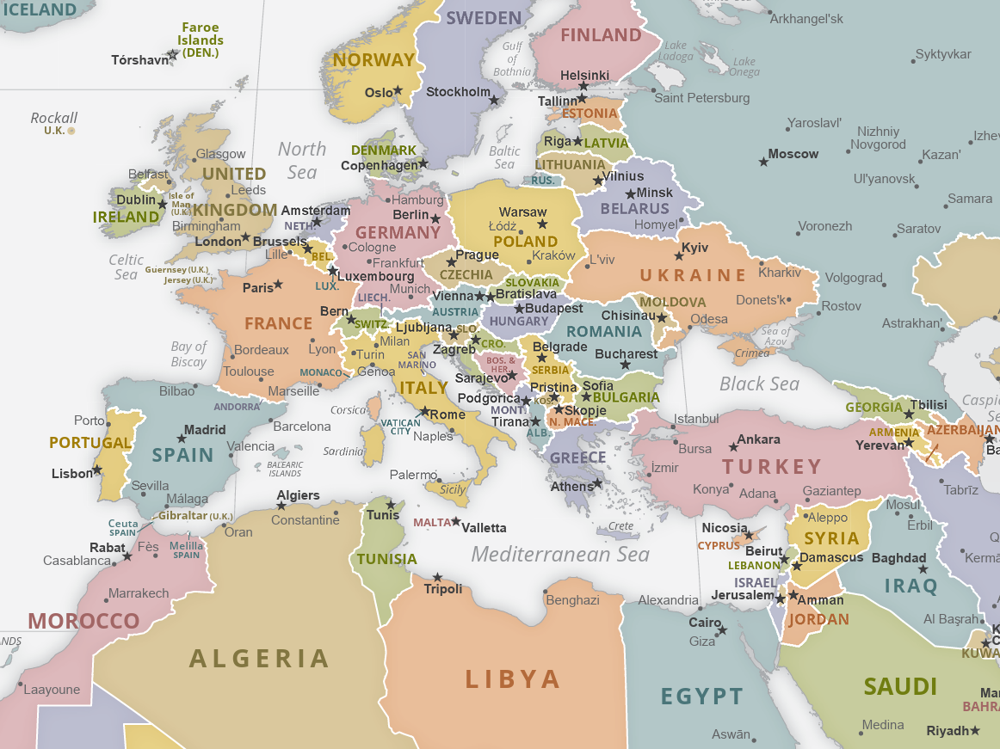 ICELAND
Faroe
Islands
(DEN.)
Tórshavn
SWEDEN
NORWAY
Oslo
Stockholm
Gulf
of
Bothnia
FINLAND
Helsinki
Tallinn
ESTONIA
Lake
Ladoga
Lake
Onega
Arkhangel'sk
Syktyvkar
Saint Petersburg
Rockall
U.K.
North
Sea
Baltic
Sea
DENMARK
Copenhagen
Riga
LATVIA
LITHUANIA
RUS.
Vilnius
Minsk
BELARUS
Homyel'
Yaroslavl'
Moscow
Nizhniy
Novgorod
Izhev
Kazan'
Ul'yanovsk
Samara
Saratov
Voronezh
Volgograd
Rostov
Astrakhan'
Glasgow
Belfast
UNITED
KINGDOM
Leeds
Isle of
Man
(U.K.)
Dublin
IRELAND
Birmingham
London
Celtic
Sea
Guernsey (U.K.)
Jersey (U.K.)
Amsterdam
NETH.
Brussels
Lille
BEL.
LUX.
Luxembourg
Hamburg
Berlin
GERMANY
Cologne
Frankfurt
Munich
LIECH.
Warsaw
Łódź
POLAND
Kraków
Prague
CZECHIA
SLOVAKIA
Vienna
Bratislava
AUSTRIA
Budapest
HUNGARY
L'viv
Kyiv
UKRAINE
Kharkiv
Donets'k
MOLDOVA
Chisinau
Odesa
Sea of
Azov
Crimea
ROMANIA
Bucharest
Black Sea
Paris
FRANCE
Bern
SWITZ.
Bay of
Biscay
Bordeaux
Lyon
Toulouse
MONACO
Marseille
Ljubljana
SLO.
Zagreb
CRO.
Milan
Turin
Genoa
SAN
MARINO
ITALY
BOS. &
HER.
Sarajevo
Belgrade
SERBIA
Pristina
KOS.
Podgorica
MONT.
Sofia
BULGARIA
Skopje
N. MACE.
Tirana
ALB.
GREECE
Athens
Corsica
VATICAN
CITY
Rome
Naples
Sardinia
Palermo
Sicily
Bilbao
ANDORRA
Porto
PORTUGAL
Lisbon
Madrid
SPAIN
Barcelona
Valencia
BALEARIC
ISLANDS
Sevilla
Málaga
Gibraltar (U.K.)
Ceuta
SPAIN
Melilla
SPAIN
Rabat
Fès
Casablanca
Marrakech
MOROCCO
NDS
Laayoune
Algiers
Constantine
Oran
ALGERIA
Tunis
TUNISIA
MALTA
Valletta
Mediterranean Sea
Tripoli
Benghazi
LIBYA
Crete
Istanbul
Bursa
İzmir
Ankara
TURKEY
Konya
Adana
Gaziantep
GEORGIA
Tbilisi
ARMENIA
Yerevan
AZERBAIJAN
Ba
Caspi
Se
Tabrīz
Q
Kermā
Nicosia
CYPRUS
Aleppo
SYRIA
Beirut
LEBANON
Damascus
ISRAEL
Jerusalem
Amman
JORDAN
Mosul
Erbil
Baghdad
IRAQ
Al Başrah
KUWA
Alexandria
Cairo
Giza
EGYPT
Aswān
SAUDI
Medina
Riyadh
Mar
BAHRA